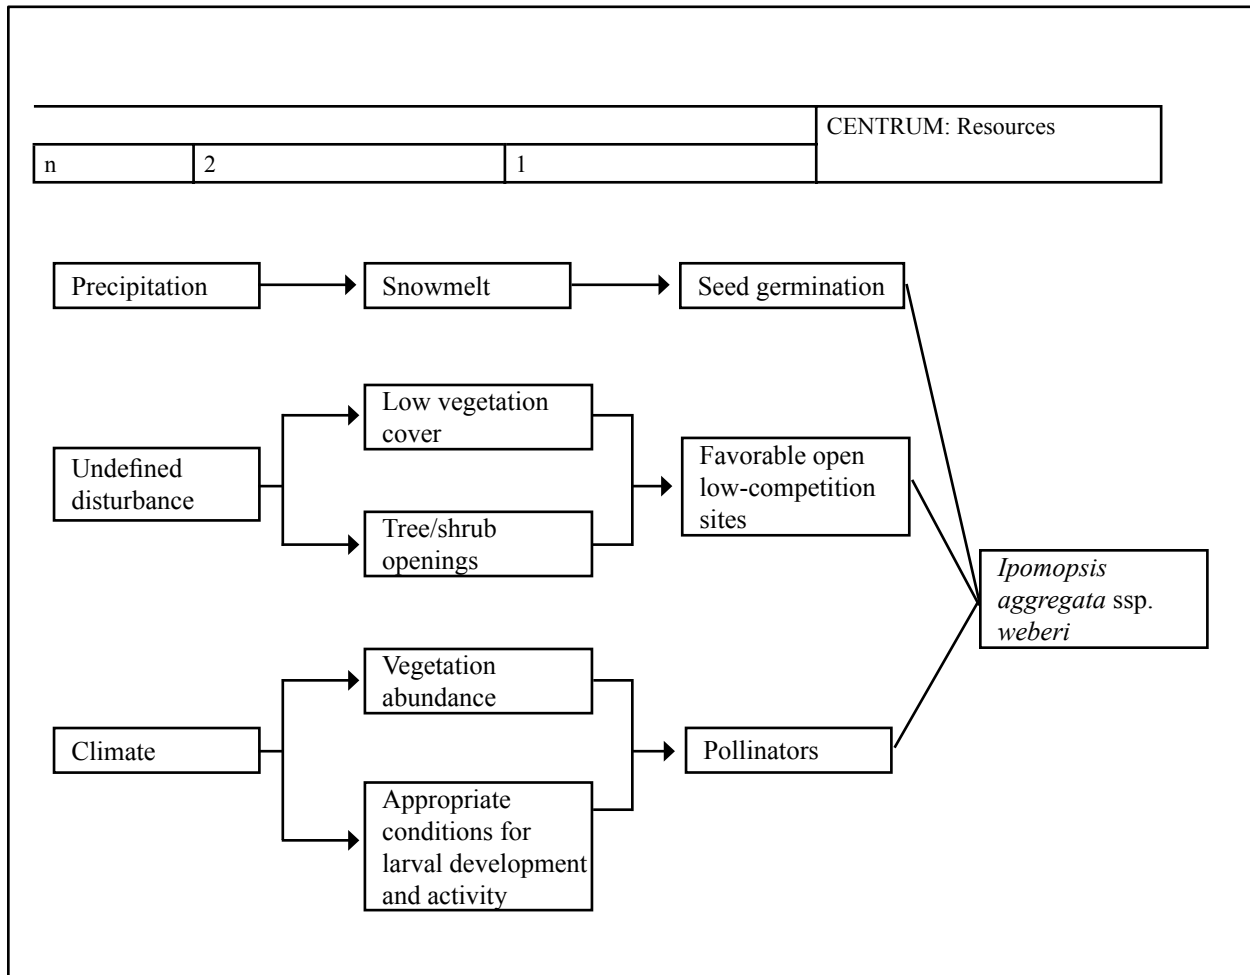 CENTRUM: Resources
n
2
1
Precipitation
Snowmelt
Seed germination
Low vegetation
cover
Undefined
disturbance
Favorable open
low-competition
sites
Tree/shrub
openings
Ipomopsis
aggregata ssp.
weberi
Vegetation
abundance
Climate
Pollinators
Appropriate
conditions for
larval development
and activity